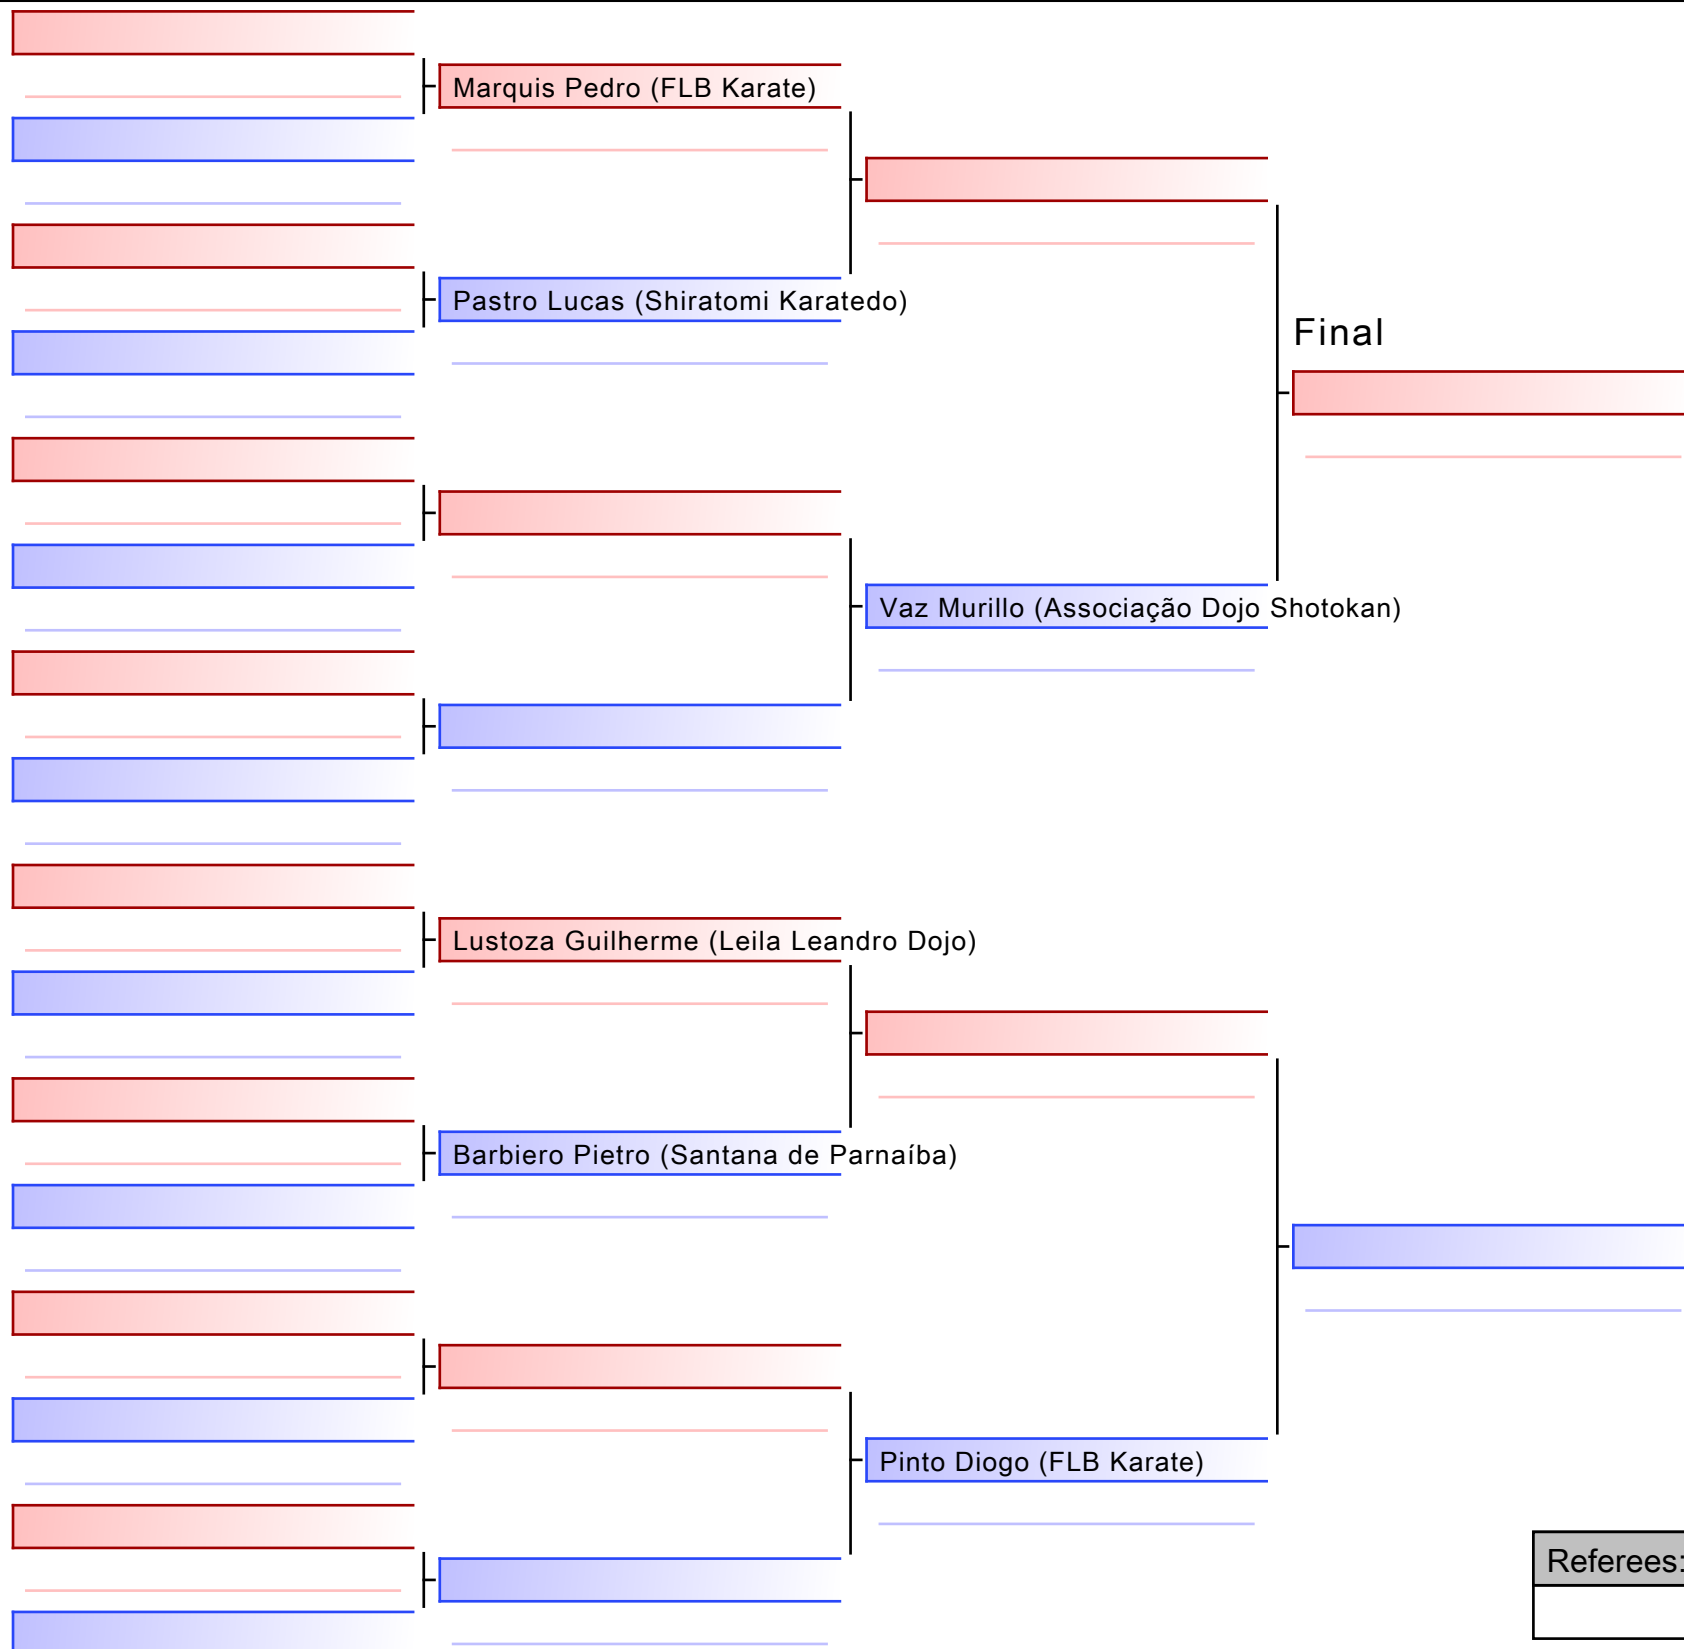 Marquis Pedro (FLB Karate)
Pastro Lucas (Shiratomi Karatedo)
Final
Vaz Murillo (Associação Dojo Shotokan)
Lustoza Guilherme (Leila Leandro Dojo)
Barbiero Pietro (Santana de Parnaíba)
Pinto Diogo (FLB Karate)
Referees: